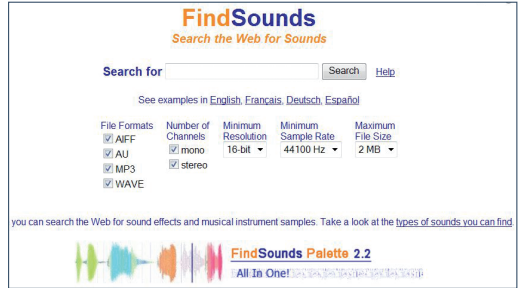 FindSounds
Search the Web for Sounds
Search for Search Help
See examples in English, Français, Deutsch, Español
File Formats Number of Channels Minimum Resolution Minimum Sample Rate Maximum File Size
AIFF mono 16-bit 44100 Hz 2 MB
AU stereo
MP3
WAVE
you can search the Web for sound effects and musical instrument samples. Take a look at the types of sounds you can find.
FindSounds Palette 2.2
All In One!